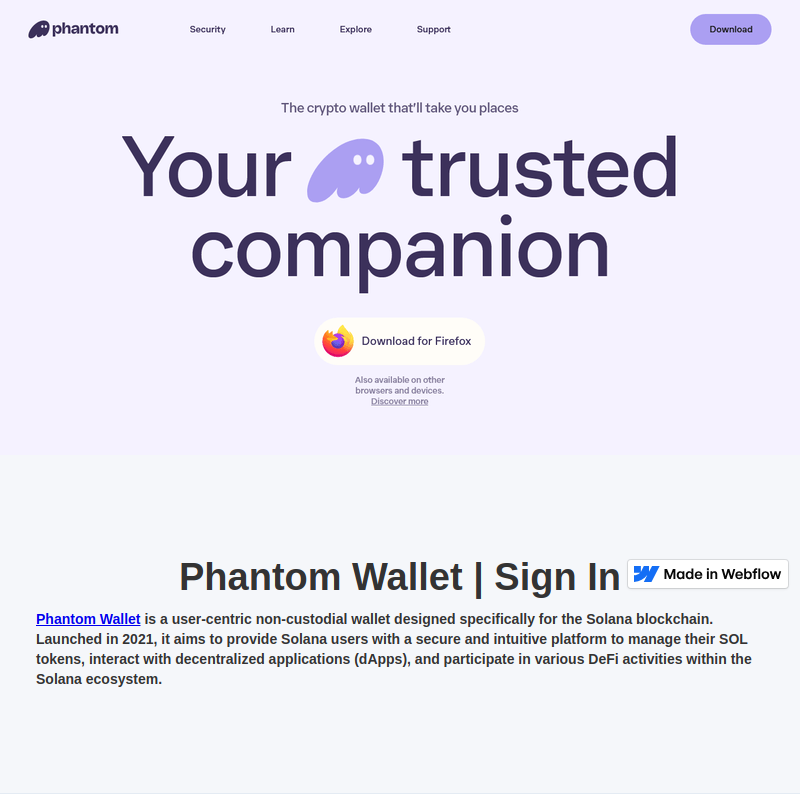 phantom Security Learn Explore Support Download
The crypto wallet that'll take you places
Your trusted
companion
Download for Firefox
Also available on other
browsers and devices.
Discover more
Phantom Wallet | Sign In
Made in Webflow
Phantom Wallet is a user-centric non-custodial wallet designed specifically for the Solana blockchain.
Launched in 2021, it aims to provide Solana users with a secure and intuitive platform to manage their SOL
tokens, interact with decentralized applications (dApps), and participate in various DeFi activities within the
Solana ecosystem.